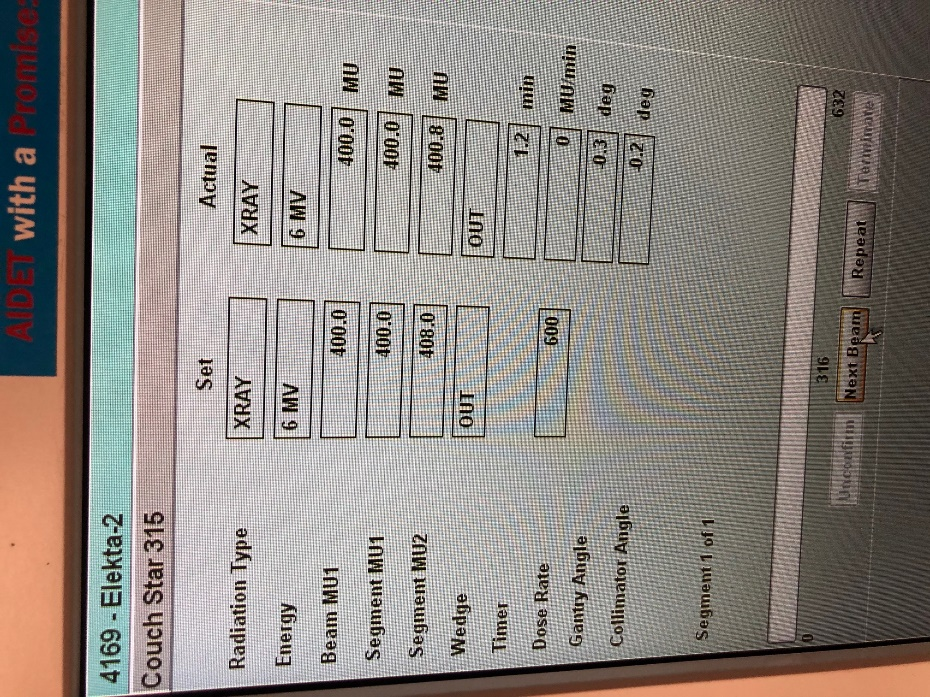 AIDET with a Promise
4169 - Elekta-2
Couch Star 315
Set Actual
Radiation Type XRAY XRAY
Energy 6 MV 6 MV
Beam MU1 400.0 400.0 MU
Segment MU1 400.0 400.0 MU
Segment MU2 408.0 400.8 MU
Wedge OUT OUT
Timer 1.2 min
Dose Rate 600 0 MU/min
Gantry Angle 0.3 deg
Collimator Angle 0.2 deg
Segment 1 of 1
0 316 632
Unconfirm Next Beam Repeat Terminate